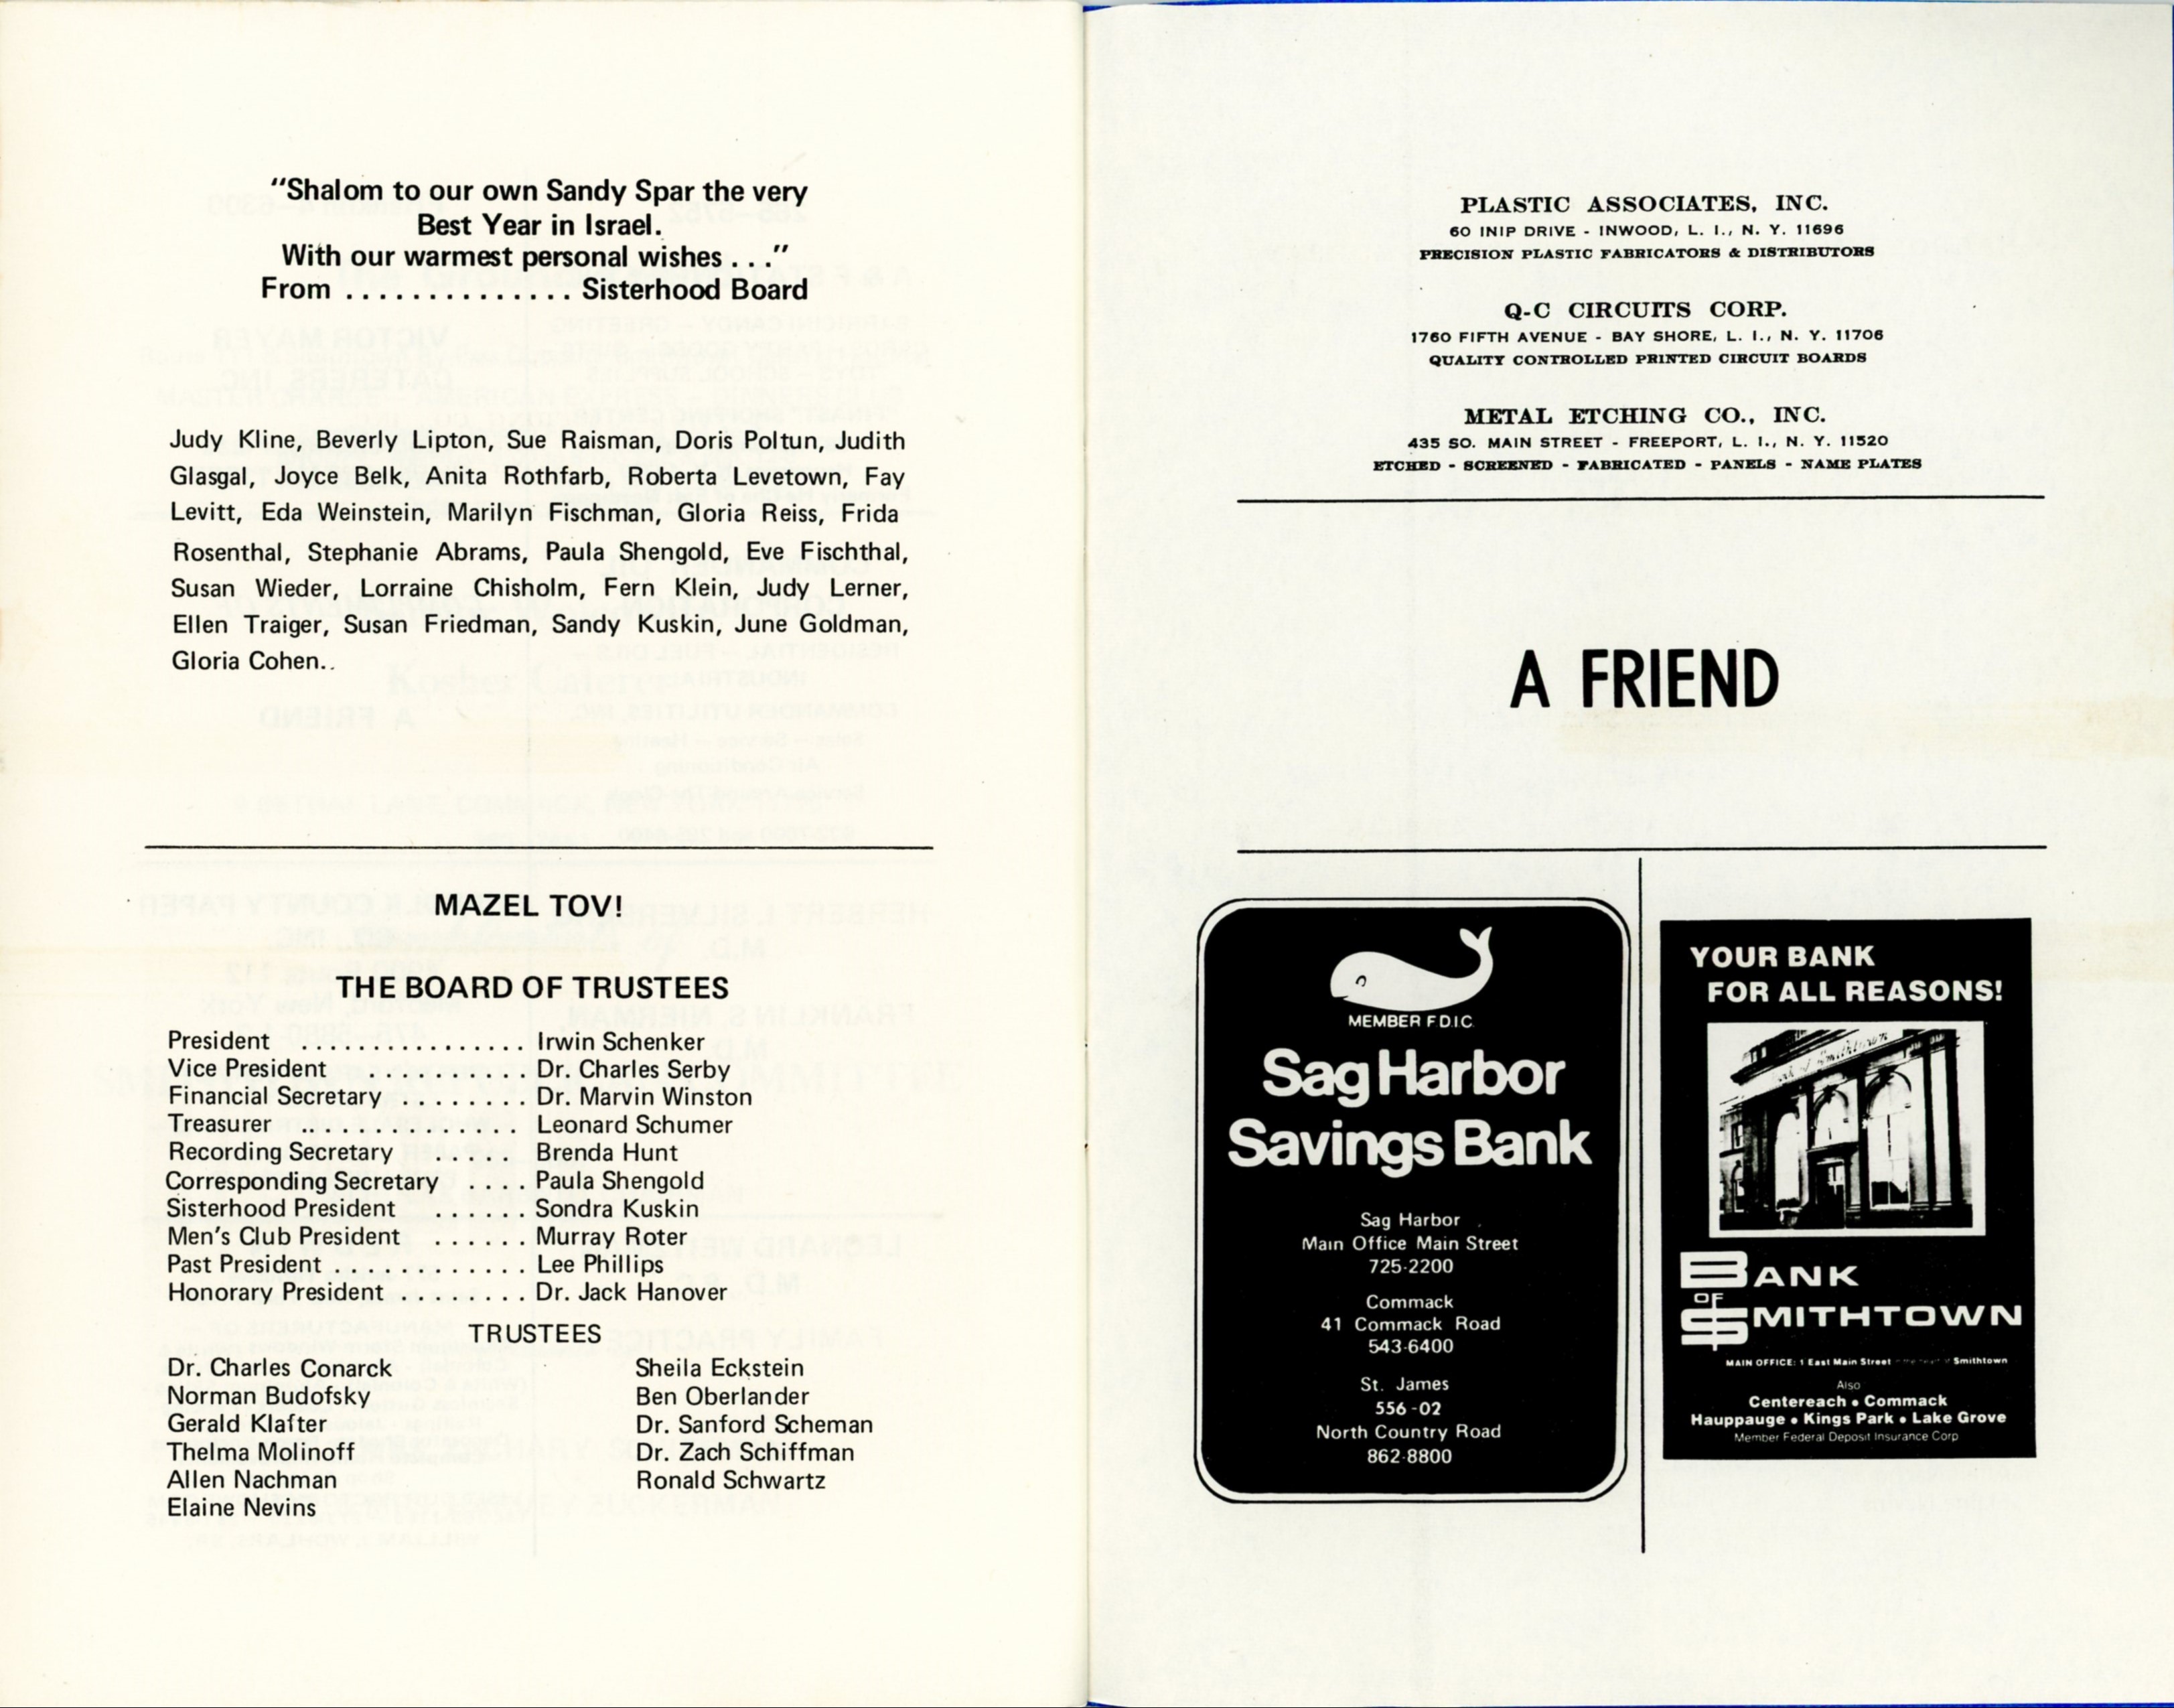 "Shalom to our own Sandy Spar the very
Best Year in Israel.
With our warmest personal wishes . . ."
From . . . . . . . . . . . . . . Sisterhood Board
Judy Kline, Beverly Lipton, Sue Raisman, Doris Poltun, Judith
Glasgal, Joyce Belk, Anita Rothfarb, Roberta Levetown, Fay
Levitt, Eda Weinstein, Marilyn Fischman, Gloria Reiss, Frida
Rosenthal, Stephanie Abrams, Paula Shengold, Eve Fischthal,
Susan Wieder, Lorraine Chisholm, Fern Klein, Judy Lerner,
Ellen Traiger, Susan Friedman, Sandy Kuskin, June Goldman,
Gloria Cohen..
MAZEL TOV!
THE BOARD OF TRUSTEES
President . . . . . . . . . . . . . . . . Irwin Schenker
Vice President . . . . . . . . . . . . Dr. Charles Serby
Financial Secretary . . . . . . . . Dr. Marvin Winston
Treasurer . . . . . . . . . . . . . . . . Leonard Schumer
Recording Secretary . . . . . . Brenda Hunt
Corresponding Secretary . . . . Paula Shengold
Sisterhood President . . . . . . . Sondra Kuskin
Men's Club President . . . . . . . Murray Roter
Past President . . . . . . . . . . . . Lee Phillips
Honorary President . . . . . . . . Dr. Jack Hanover
TRUSTEES
Dr. Charles Conarck
Norman Budofsky
Gerald Klafter
Thelma Molinoff
Allen Nachman
Elaine Nevins
Sheila Eckstein
Ben Oberlander
Dr. Sanford Scheman
Dr. Zach Schiffman
Ronald Schwartz
PLASTIC ASSOCIATES, INC.
60 INIP DRIVE - INWOOD, L. I., N. Y. 11696
PRECISION PLASTIC FABRICATORS & DISTRIBUTORS
Q-C CIRCUITS CORP.
1760 FIFTH AVENUE - BAY SHORE, L. I., N. Y. 11706
QUALITY CONTROLLED PRINTED CIRCUIT BOARDS
METAL ETCHING CO., INC.
435 SO. MAIN STREET - FREEPORT, L. I., N. Y. 11520
ETCHED - SCREENED - FABRICATED - PANELS - NAME PLATES
A FRIEND
MEMBER F.D.I.C.
Sag Harbor
Savings Bank
Sag Harbor
Main Office Main Street
725-2200
Commack
41 Commack Road
543-6400
St. James
556-02
North Country Road
862-8800
YOUR BANK
FOR ALL REASONS!
BANK
OF
SMITHTOWN
MAIN OFFICE: 1 East Main Street Smithtown
Also
Centereach • Commack
Hauppauge • Kings Park • Lake Grove
Member Federal Deposit Insurance Corp